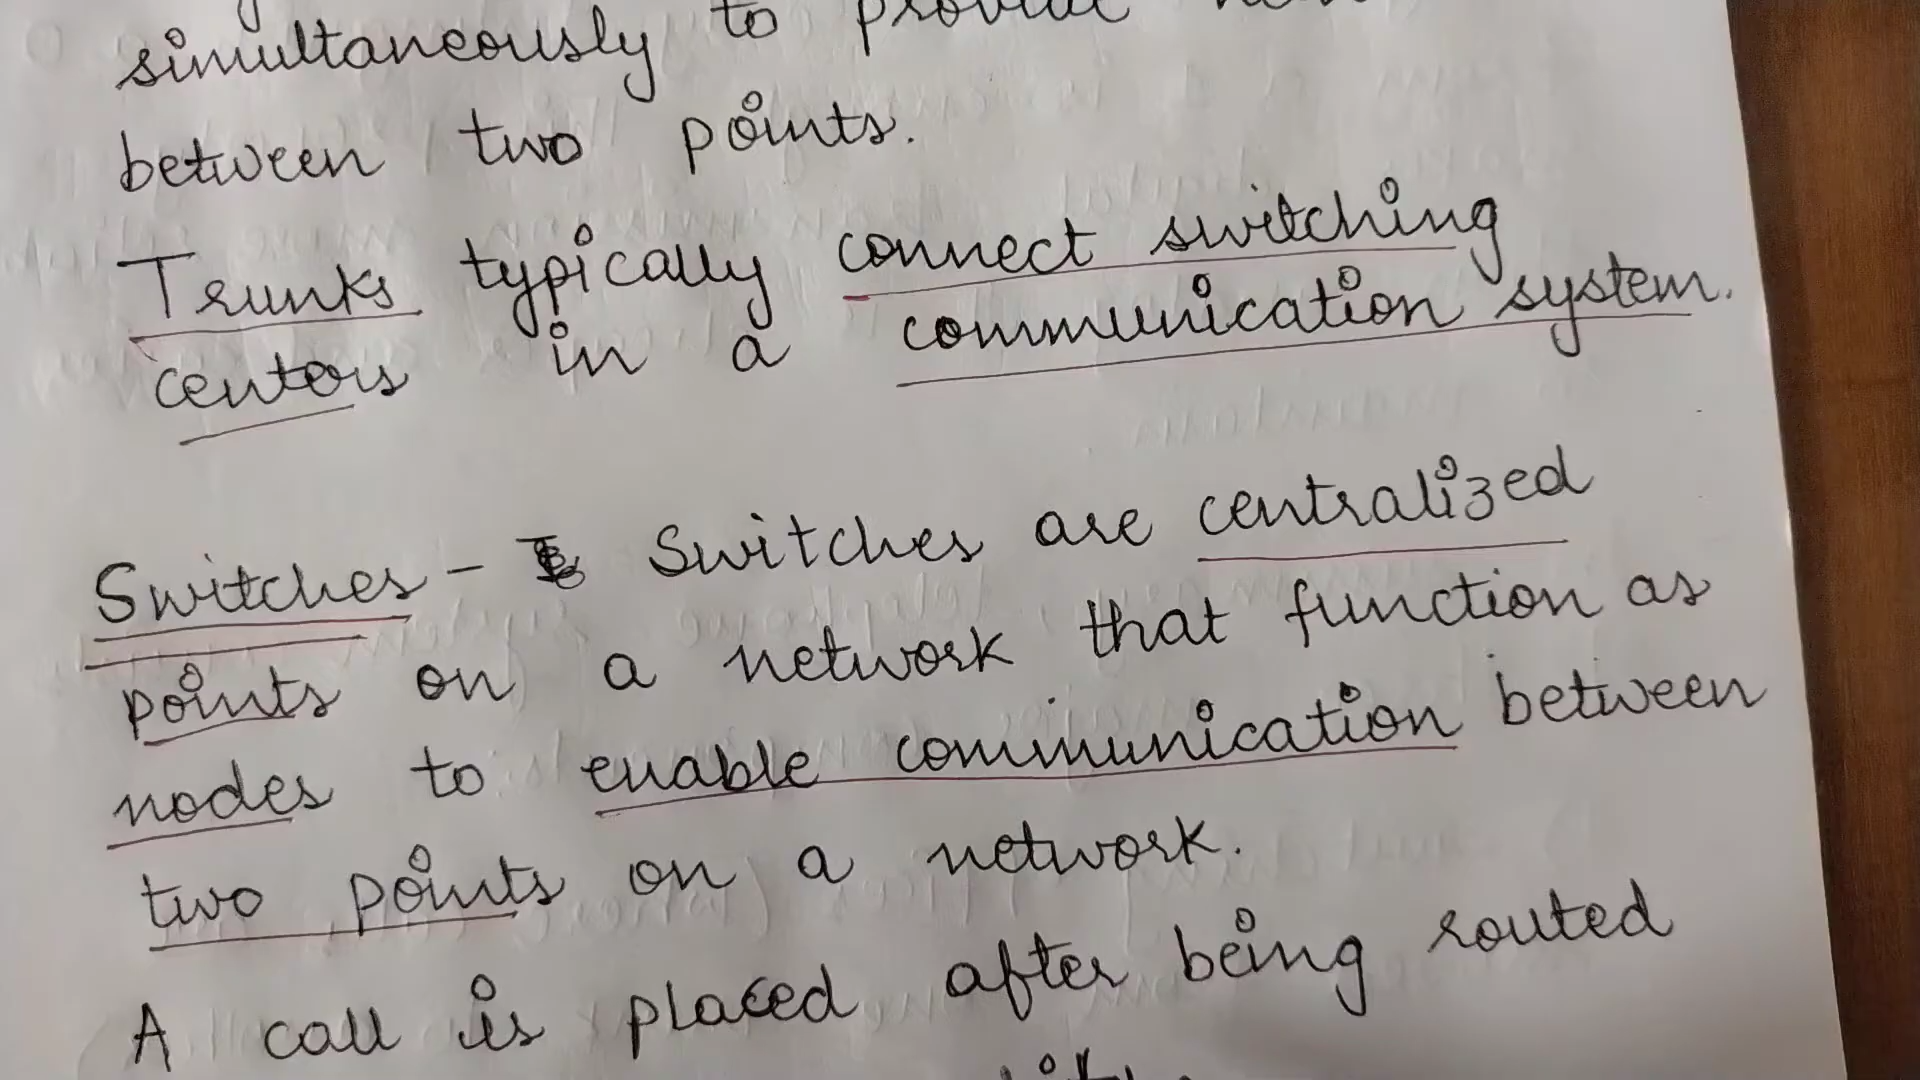 simultaneously to provide
between two points.
Trunks typically connect switching
centers in a communication system.
Switches - Switches are centralized
points on a network that function as
nodes to enable communication between
two points on a network.
A call is placed after being routed